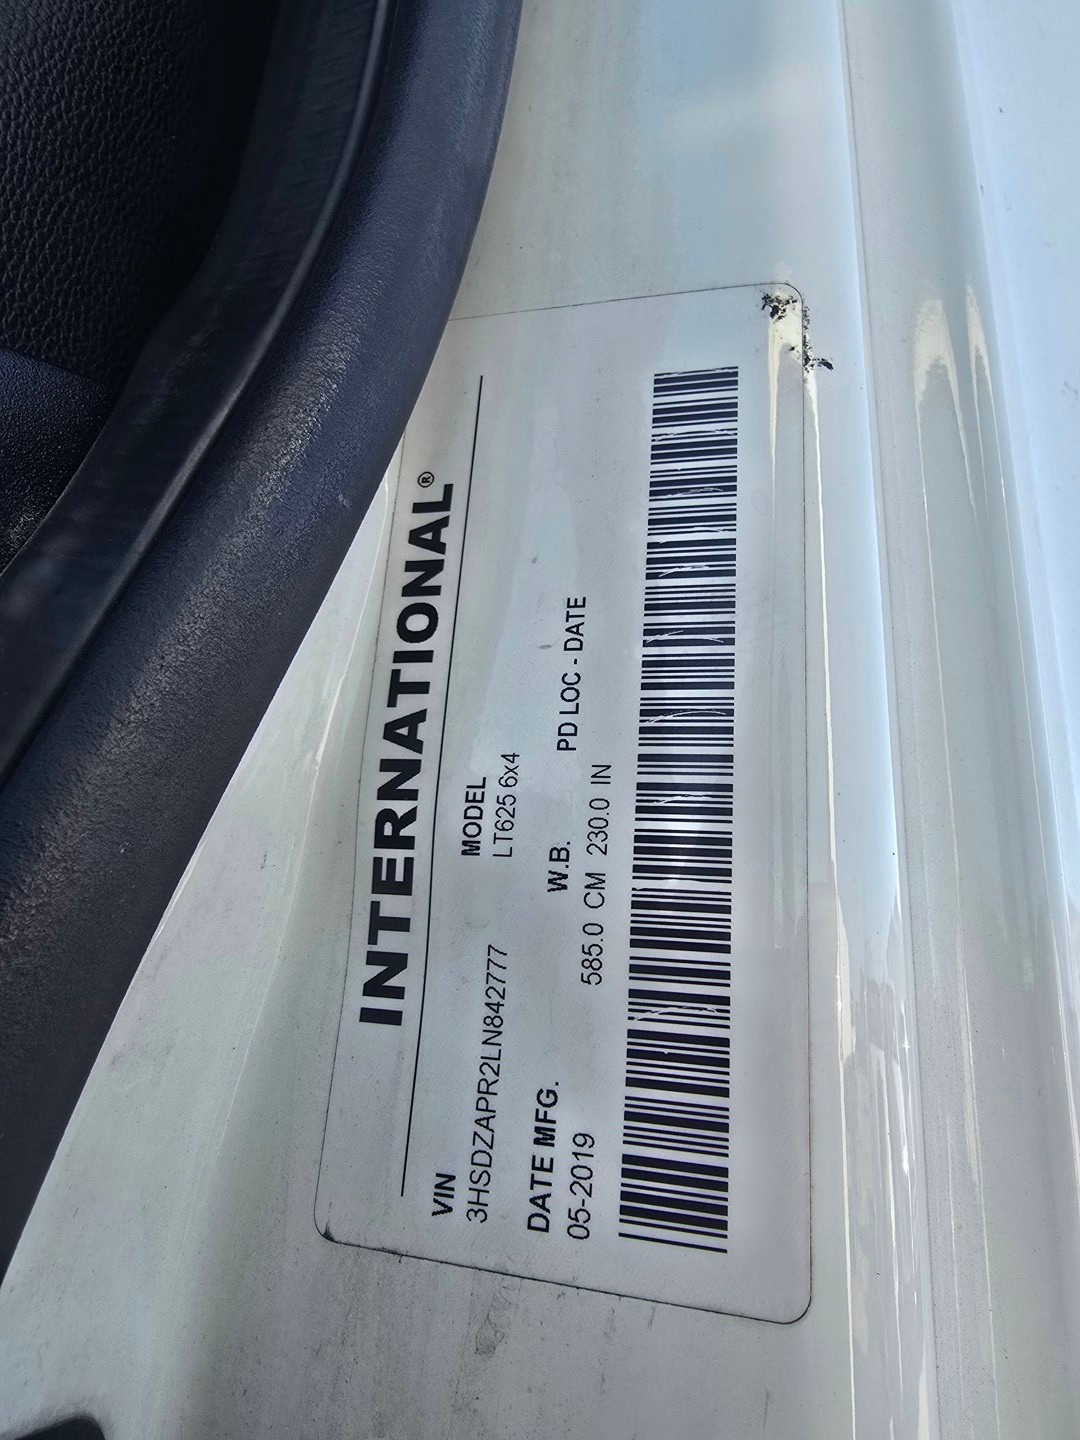 INTERNATIONAL®
VIN
3HSDZAPR2LN842777
MODEL
LT625 6x4
DATE MFG.
05-2019
W.B.
585.0 CM 230.0 IN
PD LOC - DATE